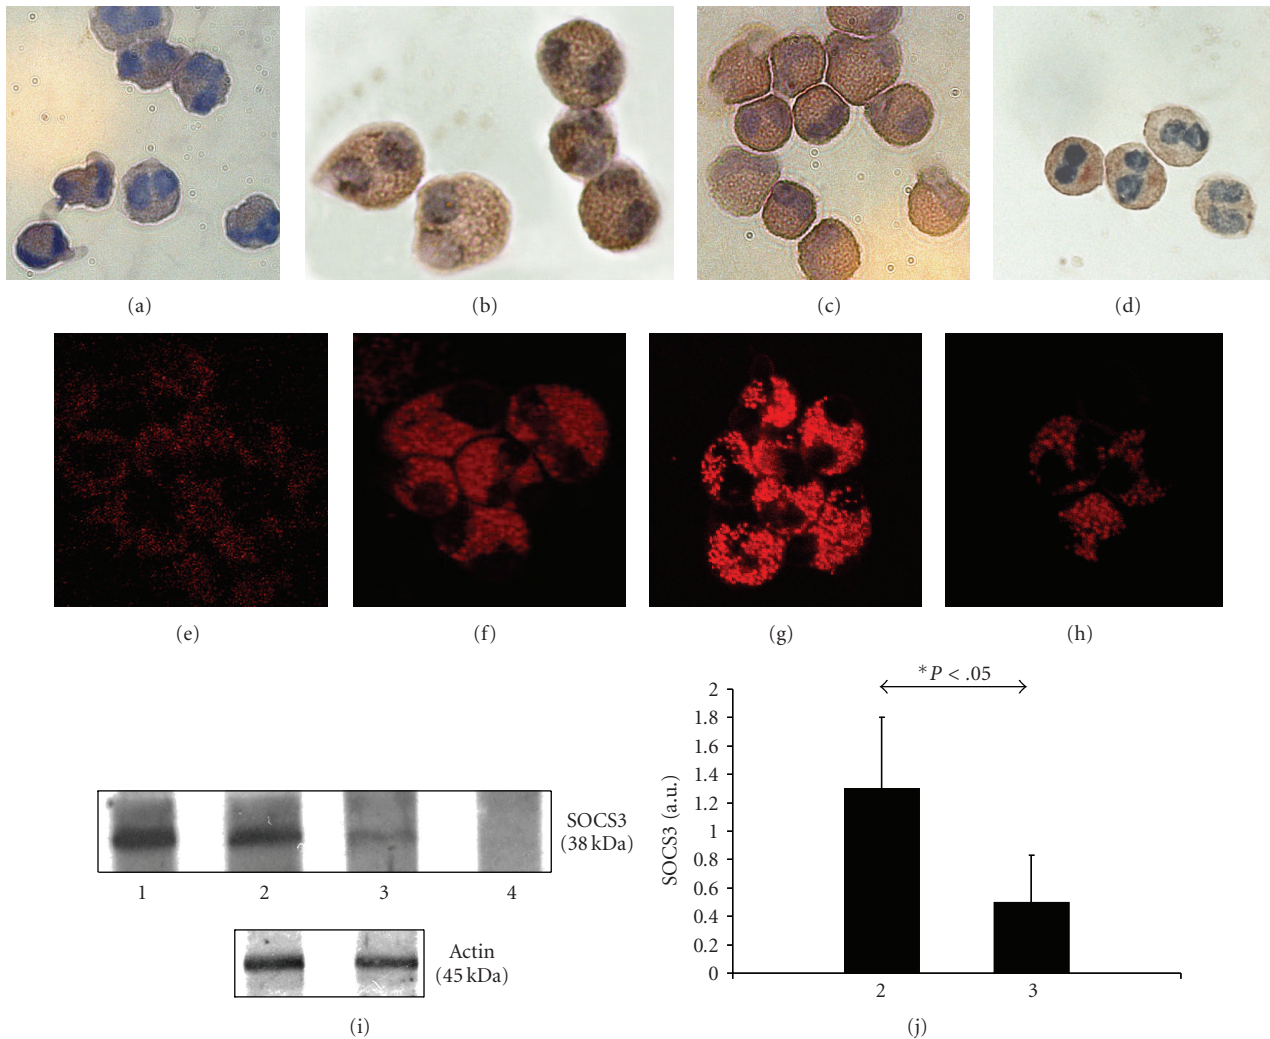 (a)
(b)
(c)
(d)
(e)
(f)
(g)
(h)
SOCS3
(38 kDa)
1
2
3
4
Actin
(45 kDa)
(i)
*P < .05
SOCS3 (a.u.)
2
1.8
1.6
1.4
1.2
1
0.8
0.6
0.4
0.2
0
2
3
(j)